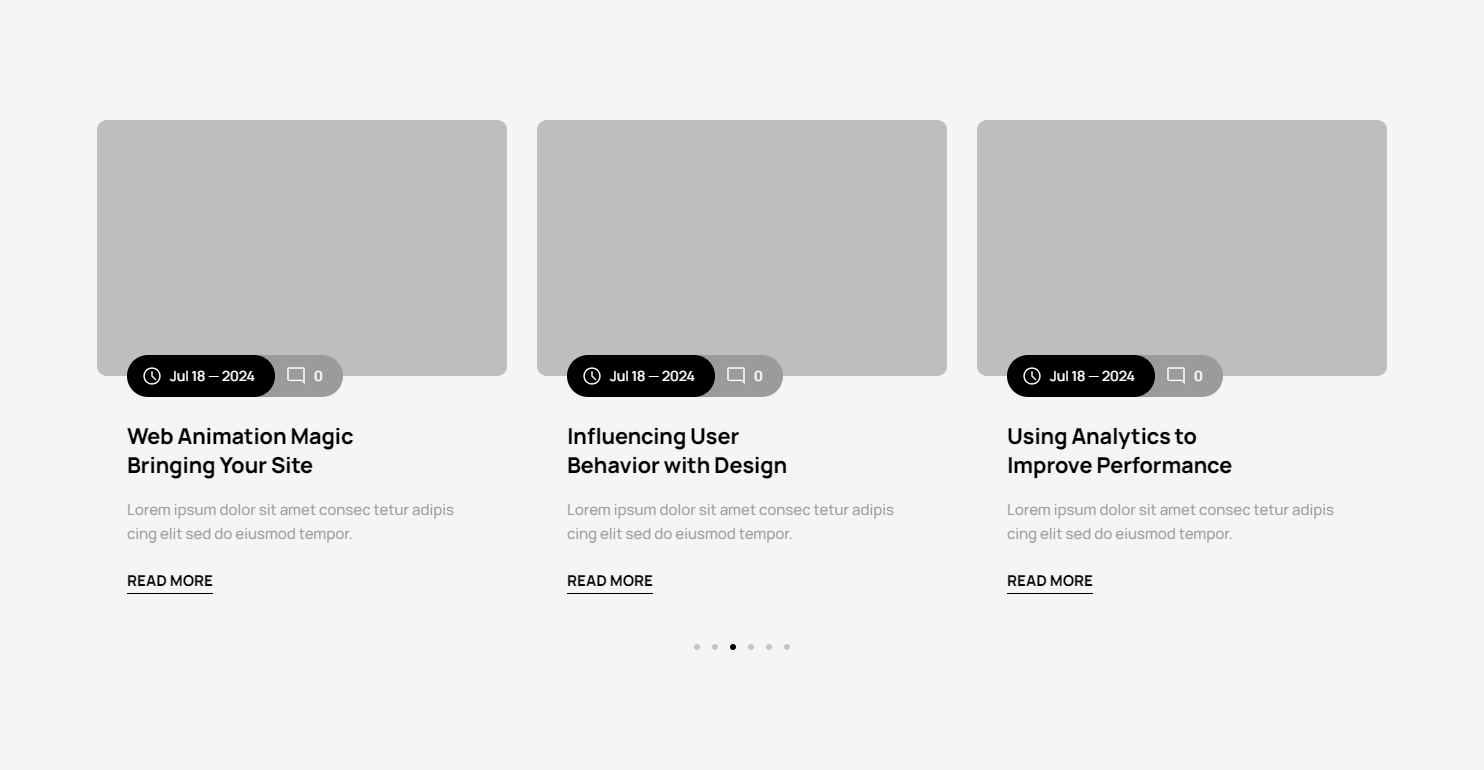 Jul 18 — 2024
0
Web Animation Magic
Bringing Your Site
Lorem ipsum dolor sit amet consec tetur adipis
cing elit sed do eiusmod tempor.
READ MORE
Jul 18 — 2024
0
Influencing User
Behavior with Design
Lorem ipsum dolor sit amet consec tetur adipis
cing elit sed do eiusmod tempor.
READ MORE
Jul 18 — 2024
0
Using Analytics to
Improve Performance
Lorem ipsum dolor sit amet consec tetur adipis
cing elit sed do eiusmod tempor.
READ MORE